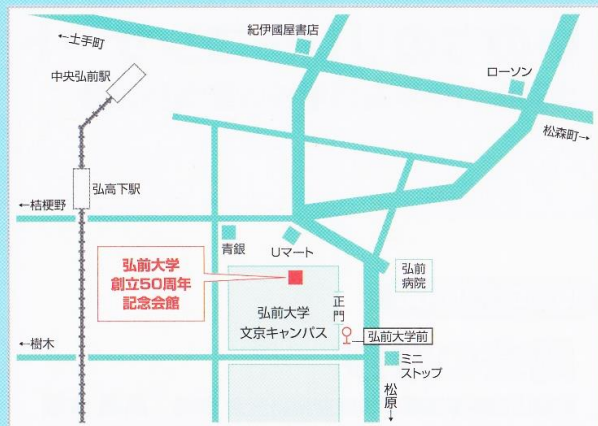 ←土手町
紀伊國屋書店
中央弘前駅
ローソン
松森町→
弘高下駅
←桔梗野
青銀
Uマート
弘前大学
創立50周年
記念会館
弘前
病院
弘前大学
文京キャンパス
正門
弘前大学前
←樹木
ミニ
ストップ
松原
↓